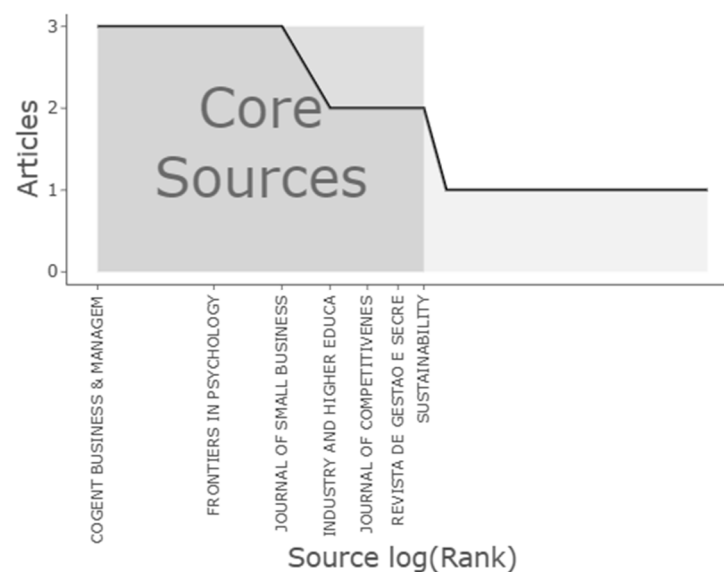 3
2
1
0
Articles
Core
Sources
COGENT BUSINESS & MANAGEM
FRONTIERS IN PSYCHOLOGY
JOURNAL OF SMALL BUSINESS
INDUSTRY AND HIGHER EDUCA
JOURNAL OF COMPETITIVENES
REVISTA DE GESTAO E SECRE
SUSTAINABILITY
Source log(Rank)